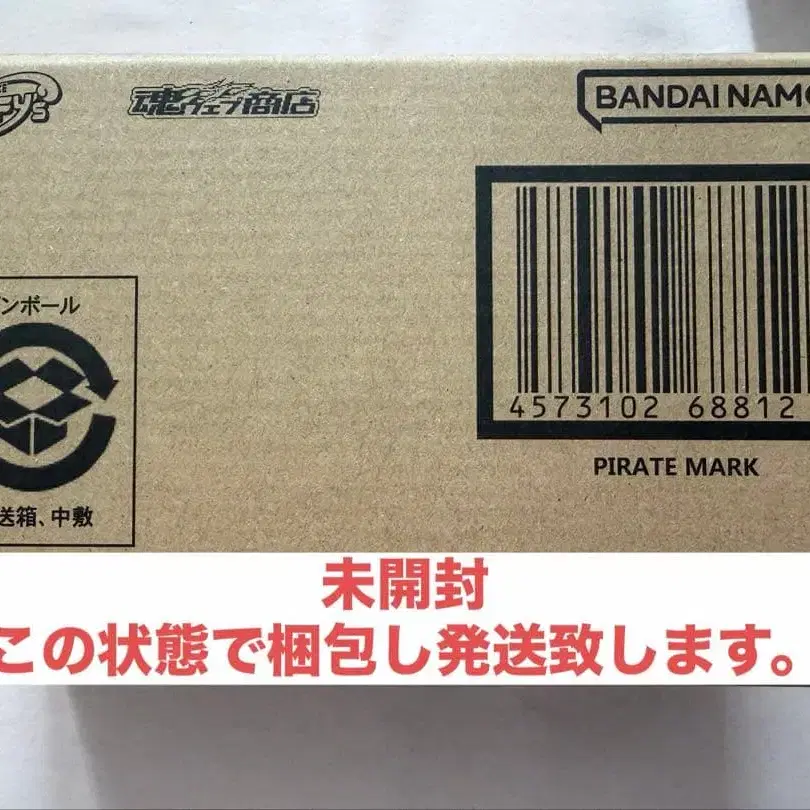 魂ウェブ商店
BANDAI NAM
4573102 68812
PIRATE MARK
ンボール
送箱、中敷
未開封
この状態で梱包し発送致します。